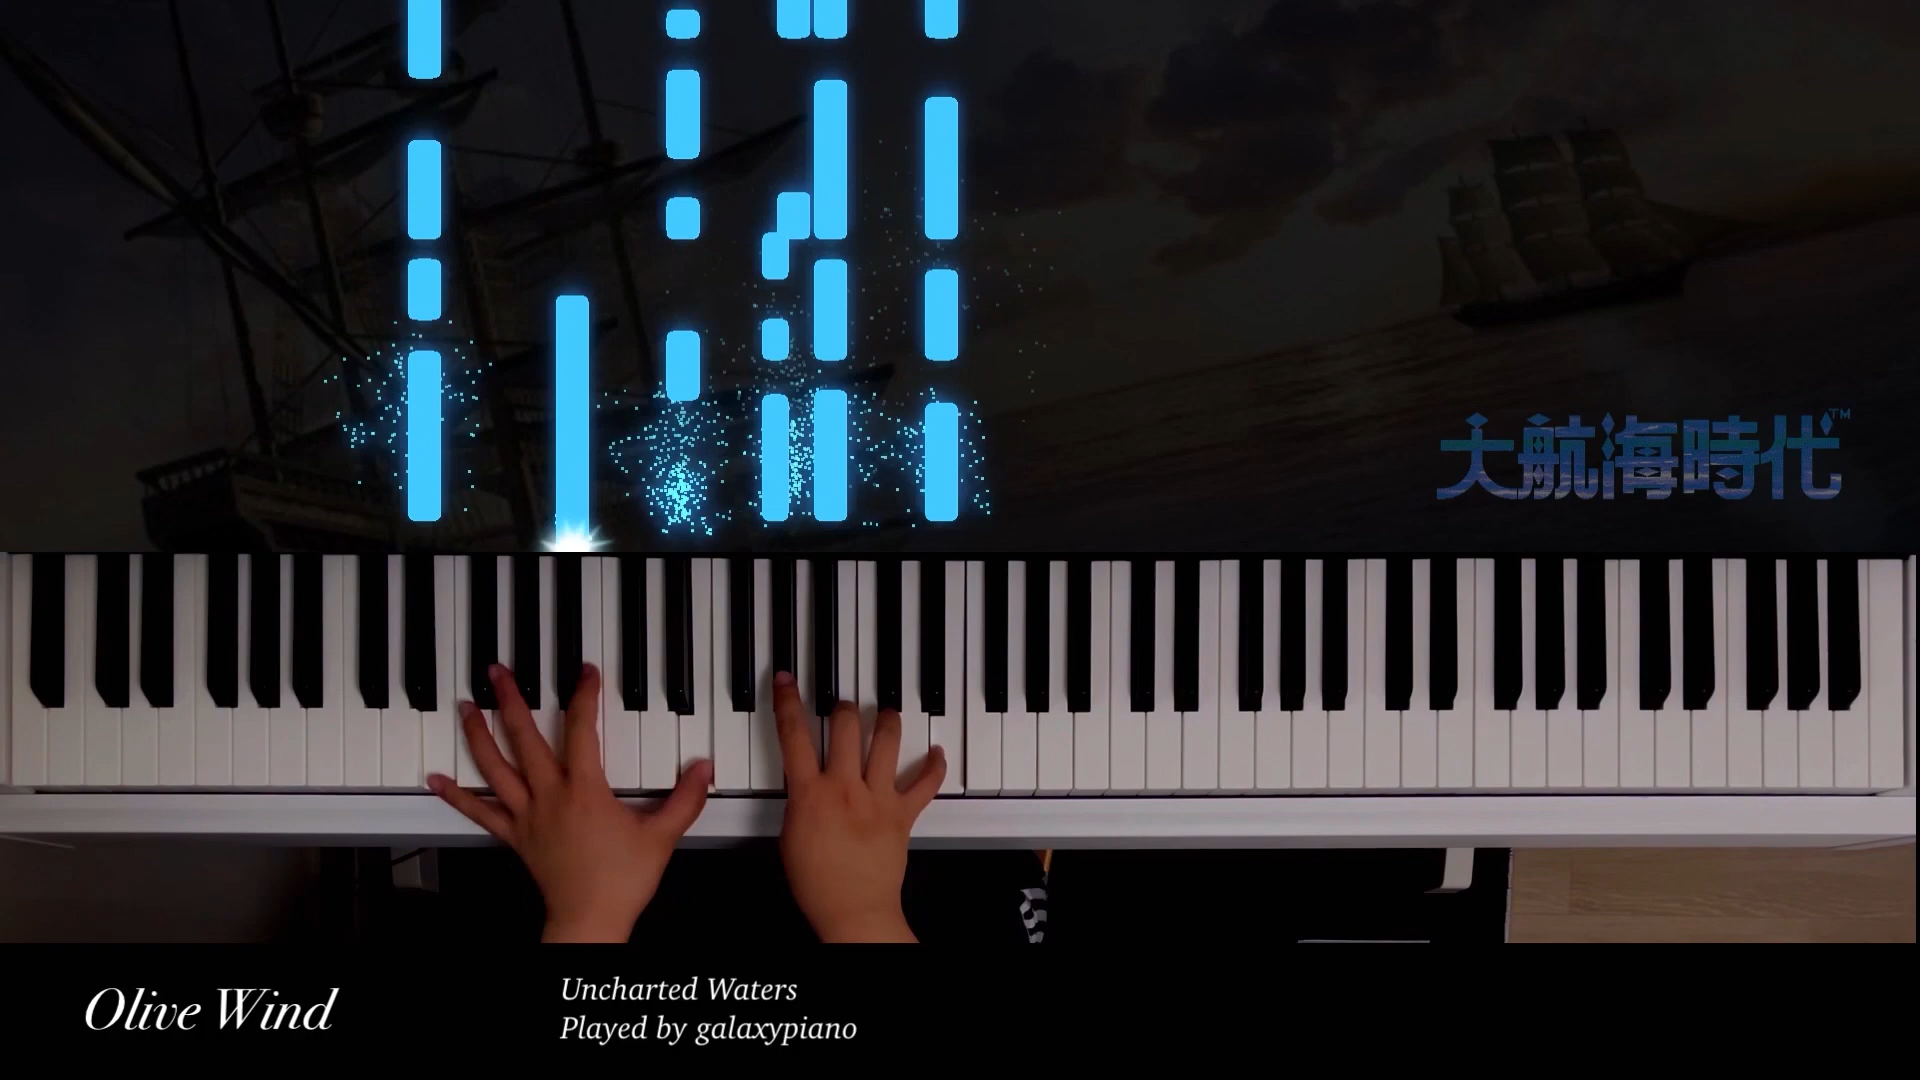 大航海時代™
Olive Wind
Uncharted Waters
Played by galaxypiano